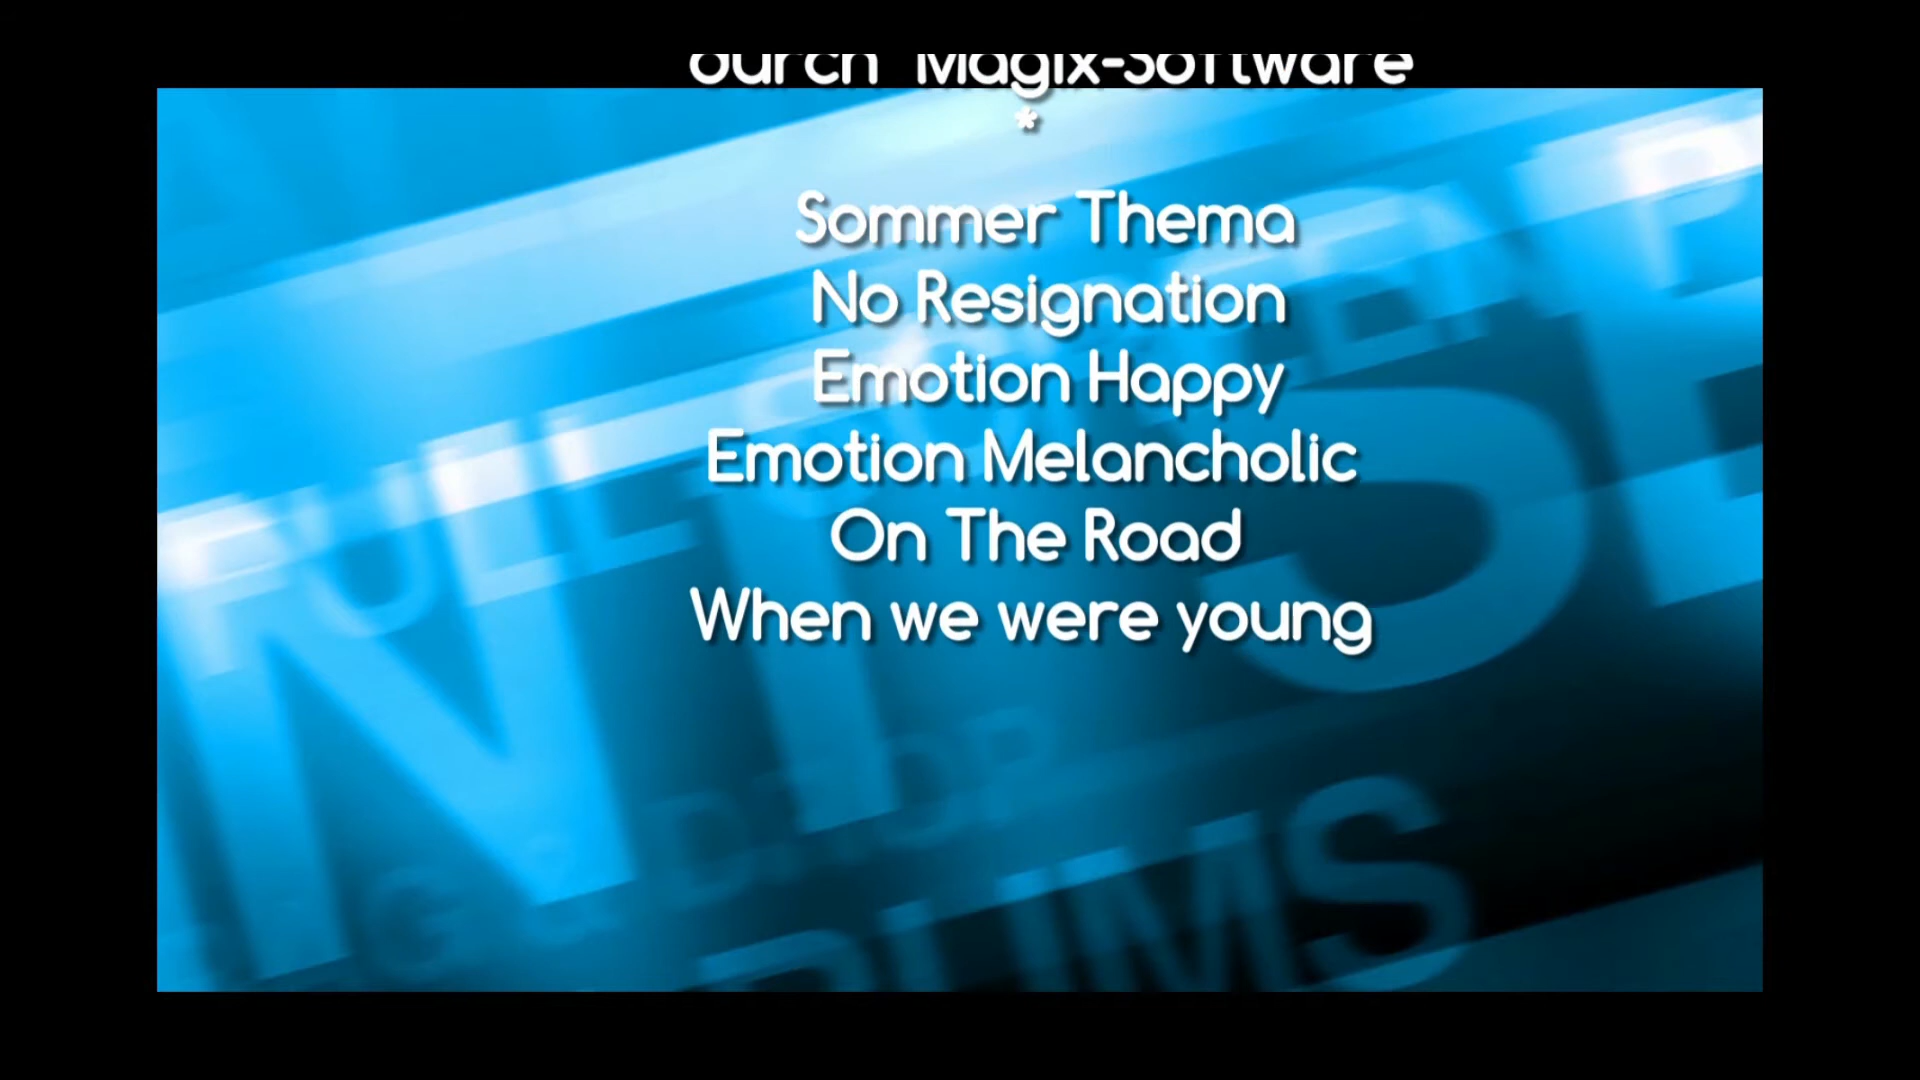 durch Magix-Software
*
Sommer Thema
No Resignation
Emotion Happy
Emotion Melancholic
On The Road
When we were young